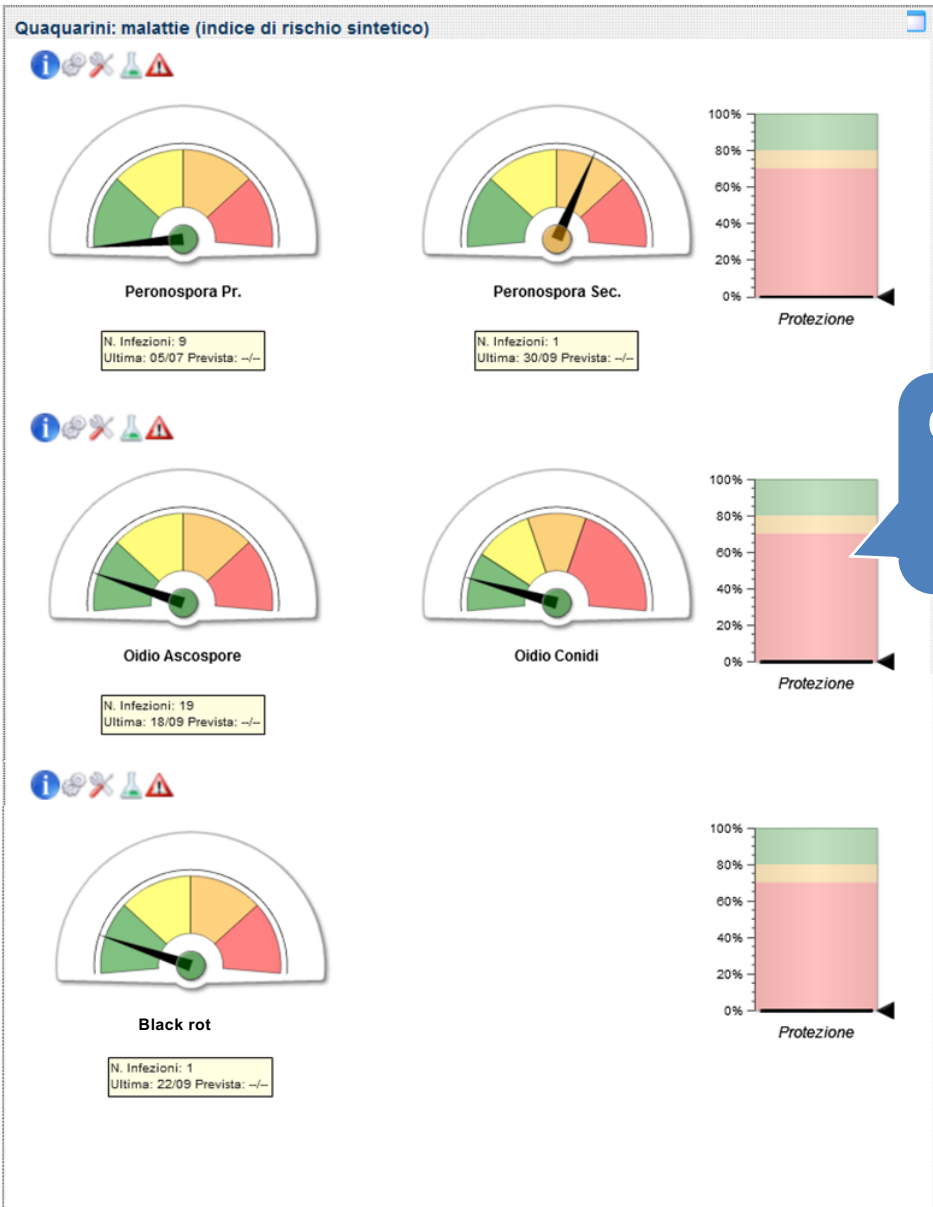 Quaquarini: malattie (indice di rischio sintetico)
100%
80%
60%
40%
20%
0%
Peronospora Pr.
Peronospora Sec.
Protezione
N. Infezioni: 9
Ultima: 05/07 Prevista: --/--
N. Infezioni: 1
Ultima: 30/09 Prevista: --/--
100%
80%
60%
40%
20%
0%
Oidio Ascospore
Oidio Conidi
Protezione
N. Infezioni: 19
Ultima: 18/09 Prevista: --/--
100%
80%
60%
40%
20%
0%
Black rot
Protezione
N. Infezioni: 1
Ultima: 22/09 Prevista: --/--